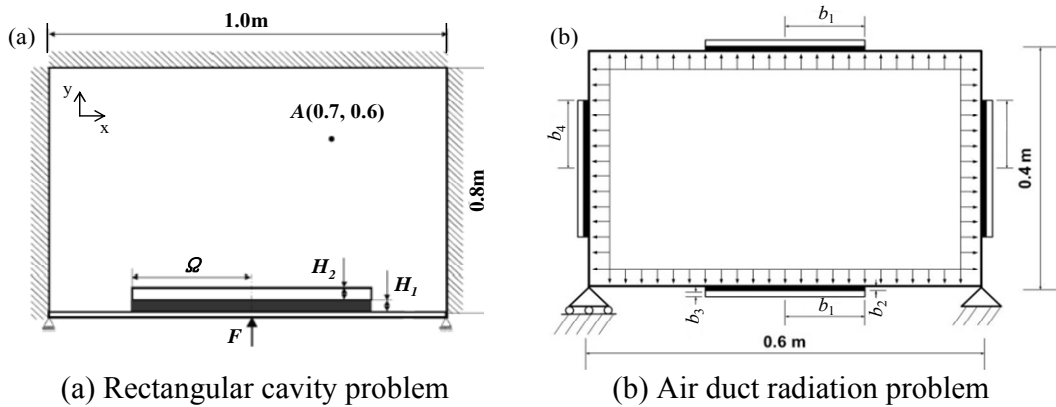 (a)
1.0m
y
x
A(0.7, 0.6)
0.8m
Ω
H₂
H₁
F
(a) Rectangular cavity problem
(b)
b₁
b₄
0.4 m
b₃
b₁
b₂
0.6 m
(b) Air duct radiation problem